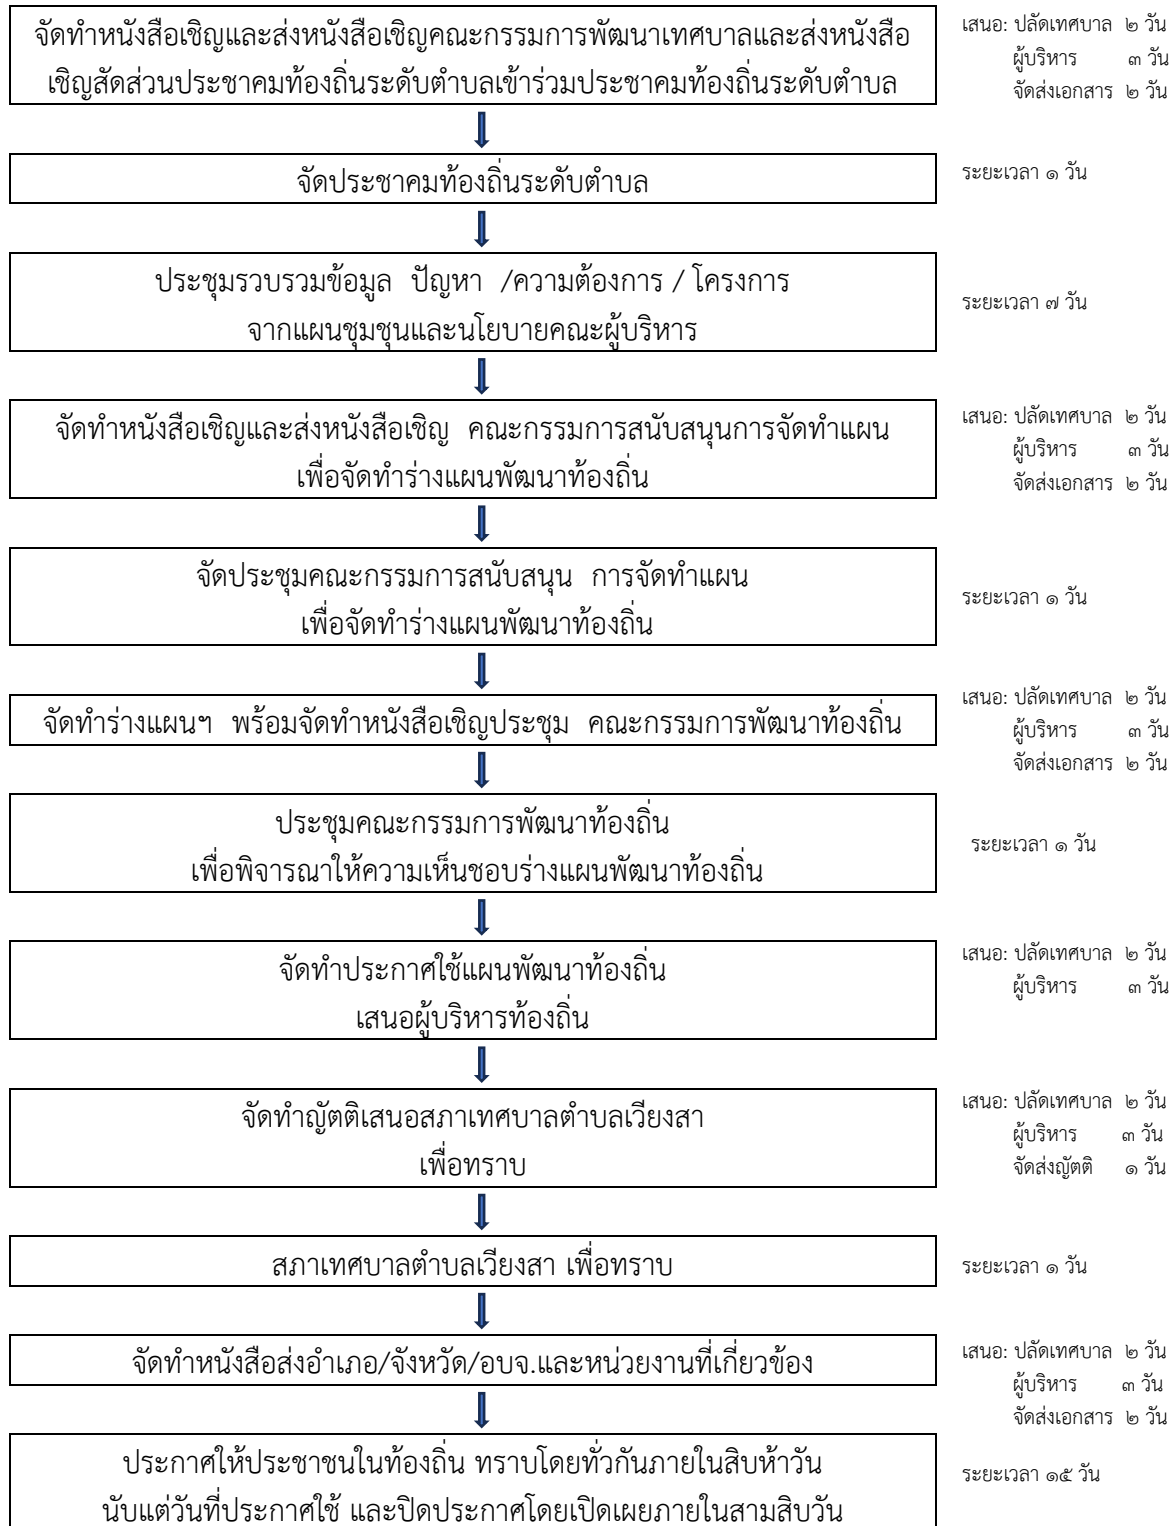 จัดทำหนังสือเชิญและส่งหนังสือเชิญคณะกรรมการพัฒนาเทศบาลและส่งหนังสือ
เชิญสัดส่วนประชาคมท้องถิ่นระดับตำบลเข้าร่วมประชาคมท้องถิ่นระดับตำบล
เสนอ: ปลัดเทศบาล ๒ วัน
ผู้บริหาร ๓ วัน
จัดส่งเอกสาร ๒ วัน
จัดประชาคมท้องถิ่นระดับตำบล
ระยะเวลา ๑ วัน
ประชุมรวบรวมข้อมูล ปัญหา /ความต้องการ / โครงการ
จากแผนชุมชุนและนโยบายคณะผู้บริหาร
ระยะเวลา ๗ วัน
จัดทำหนังสือเชิญและส่งหนังสือเชิญ คณะกรรมการสนับสนุนการจัดทำแผน
เพื่อจัดทำร่างแผนพัฒนาท้องถิ่น
เสนอ: ปลัดเทศบาล ๒ วัน
ผู้บริหาร ๓ วัน
จัดส่งเอกสาร ๒ วัน
จัดประชุมคณะกรรมการสนับสนุน การจัดทำแผน
เพื่อจัดทำร่างแผนพัฒนาท้องถิ่น
ระยะเวลา ๑ วัน
จัดทำร่างแผนฯ พร้อมจัดทำหนังสือเชิญประชุม คณะกรรมการพัฒนาท้องถิ่น
เสนอ: ปลัดเทศบาล ๒ วัน
ผู้บริหาร ๓ วัน
จัดส่งเอกสาร ๒ วัน
ประชุมคณะกรรมการพัฒนาท้องถิ่น
เพื่อพิจารณาให้ความเห็นชอบร่างแผนพัฒนาท้องถิ่น
ระยะเวลา ๑ วัน
จัดทำประกาศใช้แผนพัฒนาท้องถิ่น
เสนอผู้บริหารท้องถิ่น
เสนอ: ปลัดเทศบาล ๒ วัน
ผู้บริหาร ๓ วัน
จัดทำญัตติเสนอสภาเทศบาลตำบลเวียงสา
เพื่อทราบ
เสนอ: ปลัดเทศบาล ๒ วัน
ผู้บริหาร ๓ วัน
จัดส่งญัตติ ๑ วัน
สภาเทศบาลตำบลเวียงสา เพื่อทราบ
ระยะเวลา ๑ วัน
จัดทำหนังสือส่งอำเภอ/จังหวัด/อบจ.และหน่วยงานที่เกี่ยวข้อง
เสนอ: ปลัดเทศบาล ๒ วัน
ผู้บริหาร ๓ วัน
จัดส่งเอกสาร ๒ วัน
ประกาศให้ประชาชนในท้องถิ่น ทราบโดยทั่วกันภายในสิบห้าวัน
นับแต่วันที่ประกาศใช้ และปิดประกาศโดยเปิดเผยภายในสามสิบวัน
ระยะเวลา ๑๕ วัน